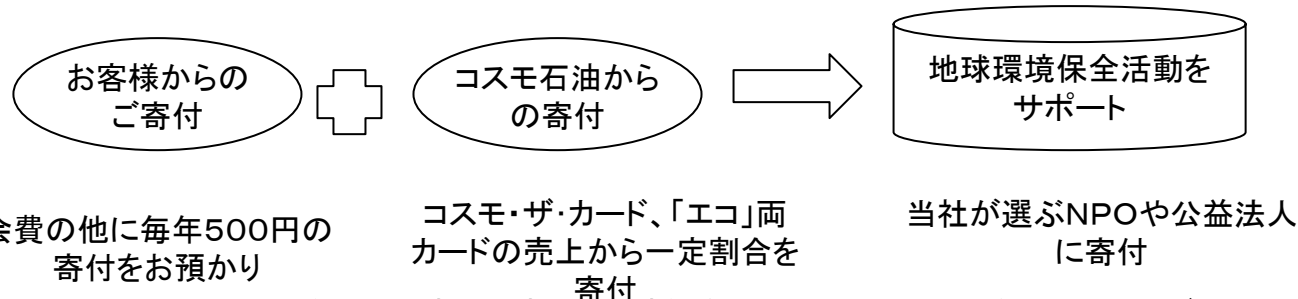 お客様からの
ご寄付
コスモ石油から
の寄付
地球環境保全活動を
サポート
会費の他に毎年500円の
寄付をお預かり
コスモ・ザ・カード、「エコ」両
カードの売上から一定割合を
寄付
当社が選ぶNPOや公益法人
に寄付